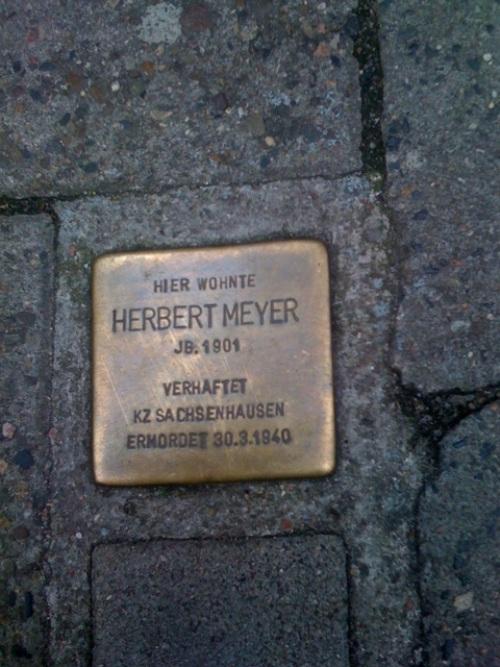 HIER WOHNTE
HERBERT MEYER
JG. 1901
VERHAFTET
KZ SACHSENHAUSEN
ERMORDET 30.3.1940